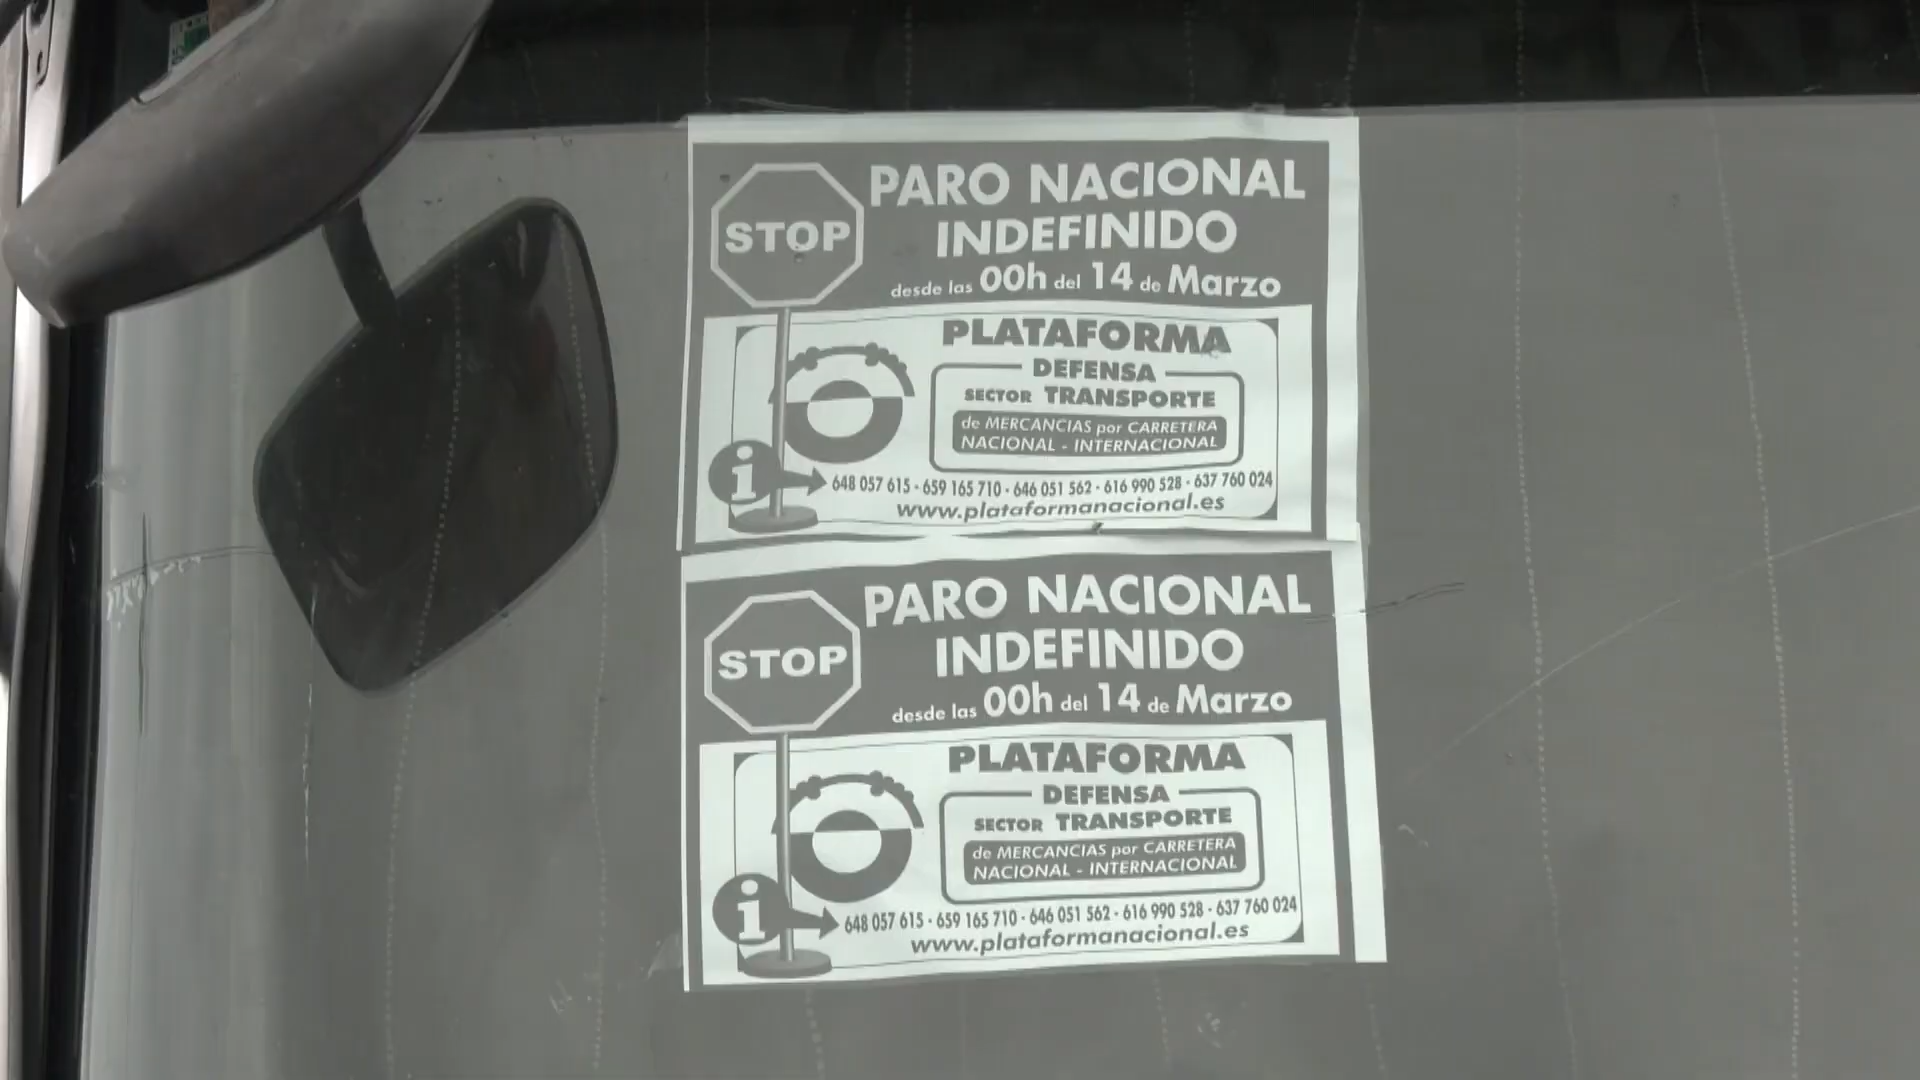 STOP
PARO NACIONAL
INDEFINIDO
desde las 00h del 14 de Marzo
PLATAFORMA
DEFENSA
SECTOR TRANSPORTE
de MERCANCIAS por CARRETERA
NACIONAL - INTERNACIONAL
i
648 057 615 - 659 165 710 - 646 051 562 - 616 990 528 - 637 760 024
www.plataformanacional.es
STOP
PARO NACIONAL
INDEFINIDO
desde las 00h del 14 de Marzo
PLATAFORMA
DEFENSA
SECTOR TRANSPORTE
de MERCANCIAS por CARRETERA
NACIONAL - INTERNACIONAL
i
648 057 615 - 659 165 710 - 646 051 562 - 616 990 528 - 637 760 024
www.plataformanacional.es